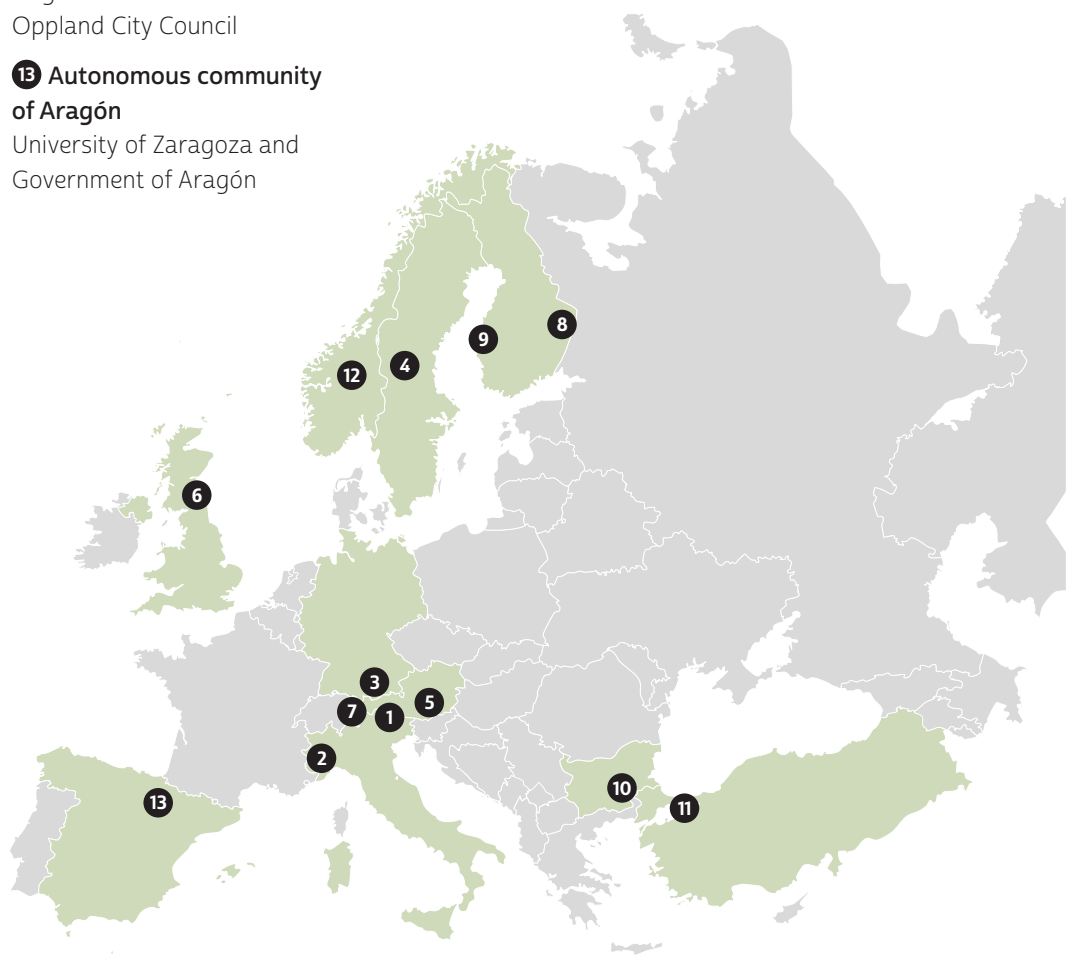 Oppland City Council
13 Autonomous community
of Aragón
University of Zaragoza and
Government of Aragón
8
9
4
12
6
3
5
7
1
2
10
13
11